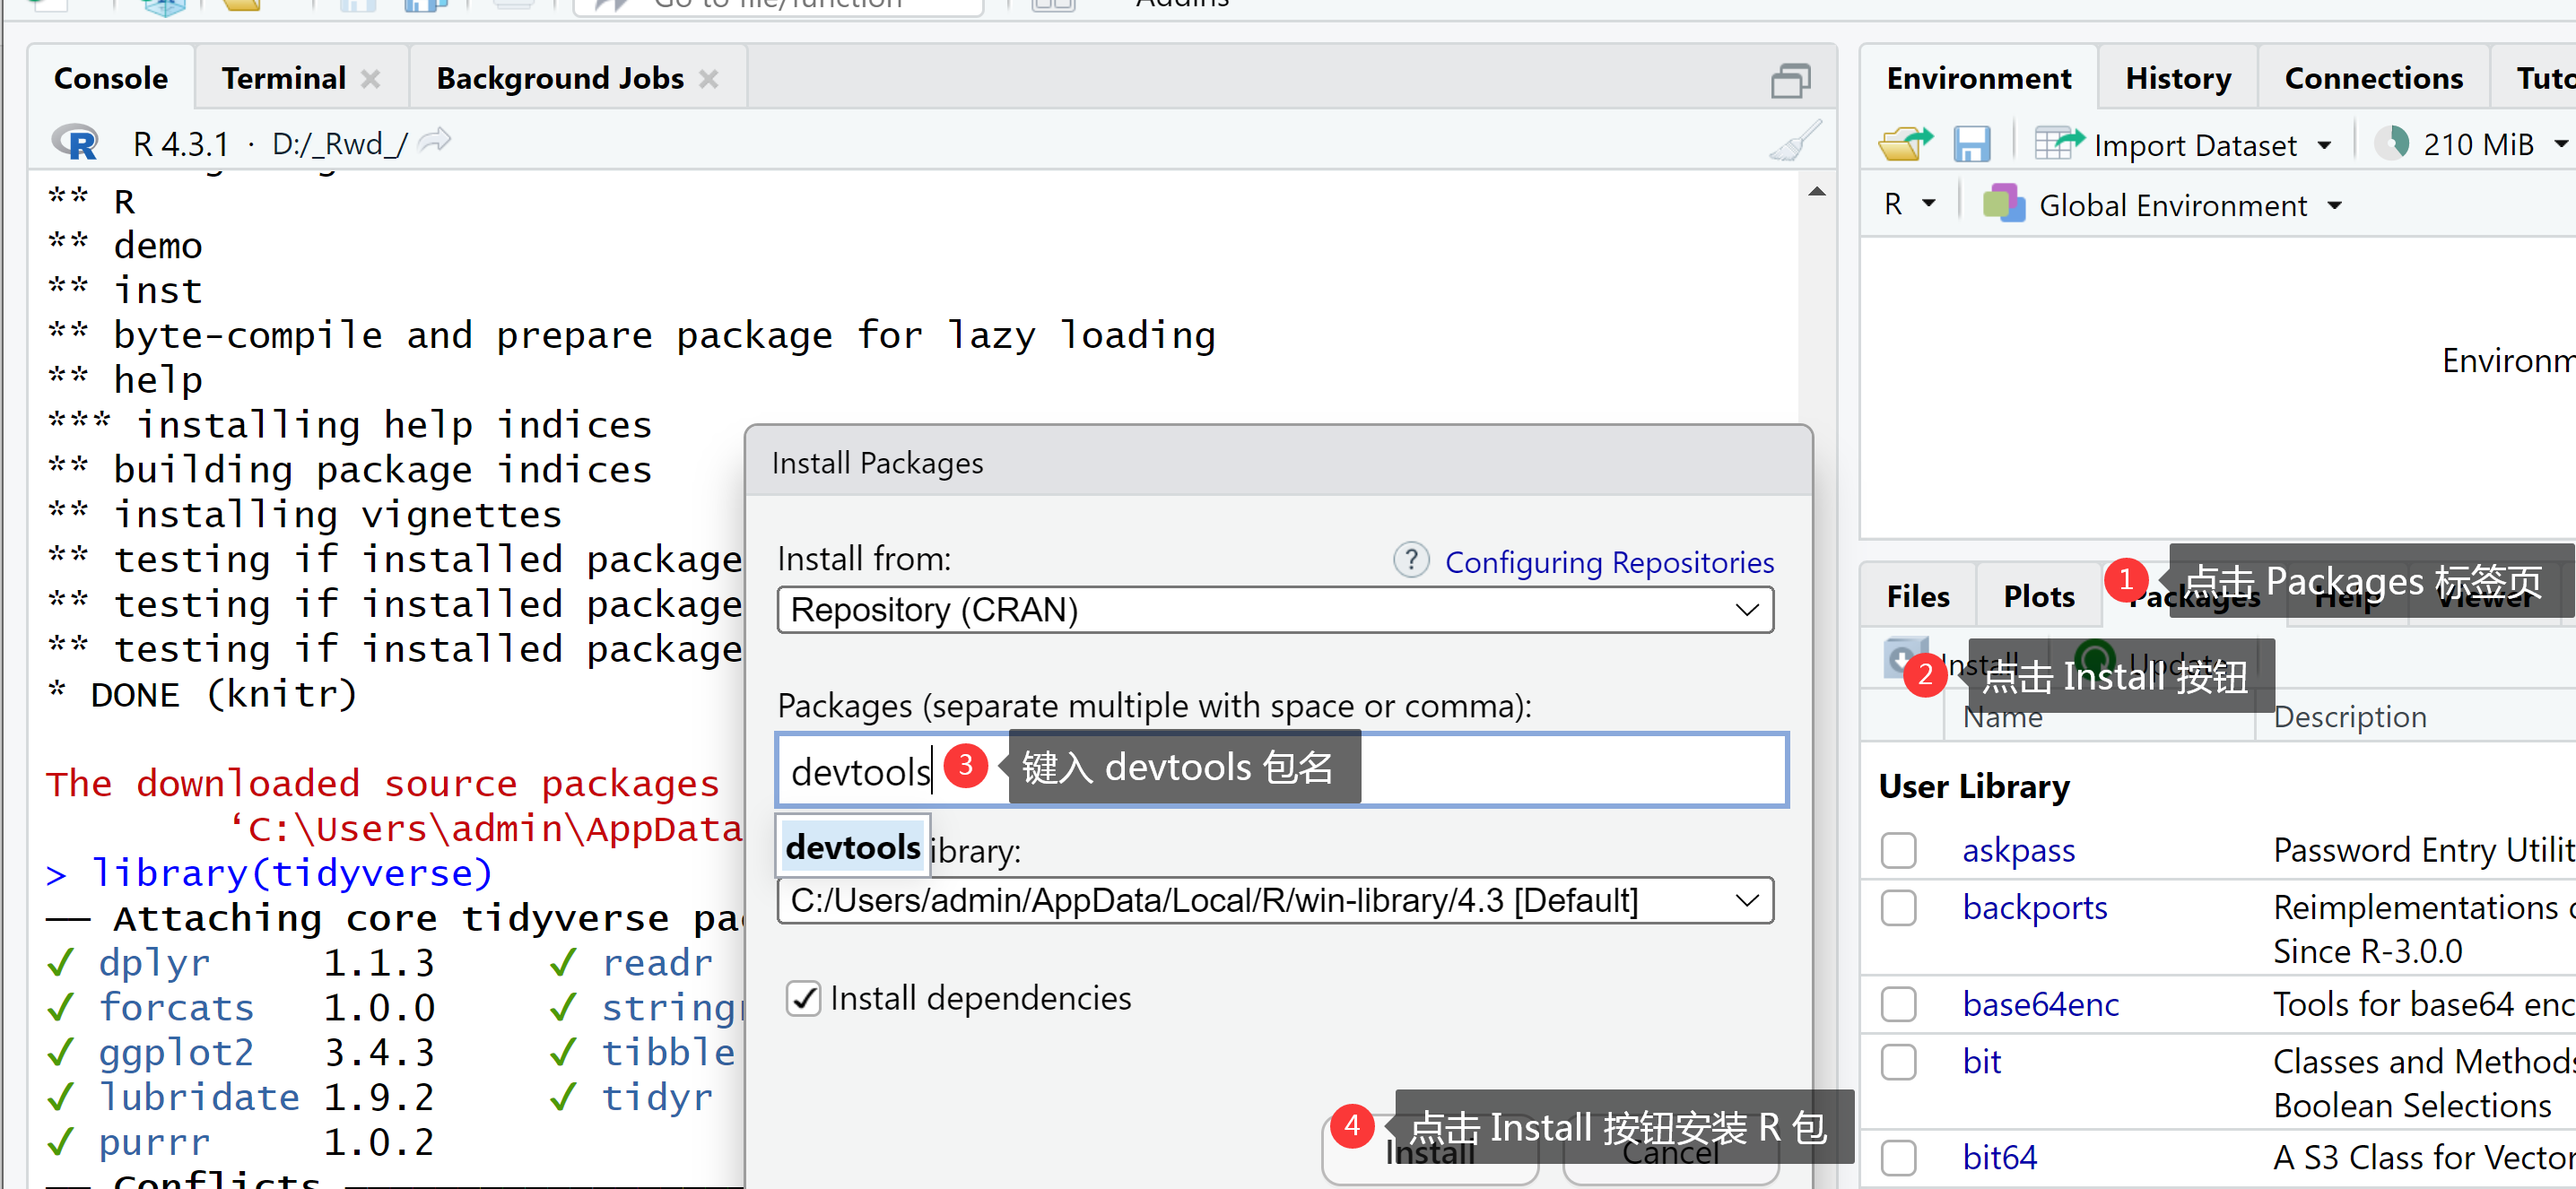 Go to file/function
Addins
Console
Terminal
Background Jobs
R 4.3.1 · D:/_Rwd_/
** R
** demo
** inst
** byte-compile and prepare package for lazy loading
** help
*** installing help indices
** building package indices
** installing vignettes
** testing if installed package
** testing if installed package
** testing if installed package
* DONE (knitr)
The downloaded source packages
‘C:\Users\admin\AppData
> library(tidyverse)
── Attaching core tidyverse pac
✔ dplyr 1.1.3 ✔ readr
✔ forcats 1.0.0 ✔ stringr
✔ ggplot2 3.4.3 ✔ tibble
✔ lubridate 1.9.2 ✔ tidyr
✔ purrr 1.0.2
── Conflicts
Install Packages
Install from:
? Configuring Repositories
Repository (CRAN)
Packages (separate multiple with space or comma):
devtools
3 键入 devtools 包名
devtools
ibrary:
C:/Users/admin/AppData/Local/R/win-library/4.3 [Default]
Install dependencies
4 点击 Install 按钮安装 R 包
Install
Cancel
Environment
History
Connections
Tuto
Import Dataset
210 MiB
R
Global Environment
Environm
Files
Plots
Packages
Help
Viewer
1 点击 Packages 标签页
Install
Update
2 点击 Install 按钮
Name
Description
User Library
askpass Password Entry Utilit
backports Reimplementations
Since R-3.0.0
base64enc Tools for base64 enc
bit Classes and Methods
Boolean Selections
bit64 A S3 Class for Vector